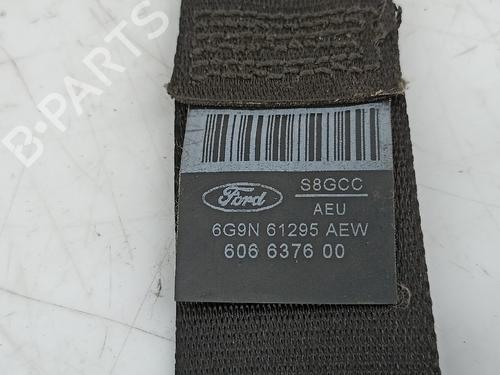 B-PARTS
S8GCC
Ford
AEU
6G9N 61295 AEW
606 6376 00